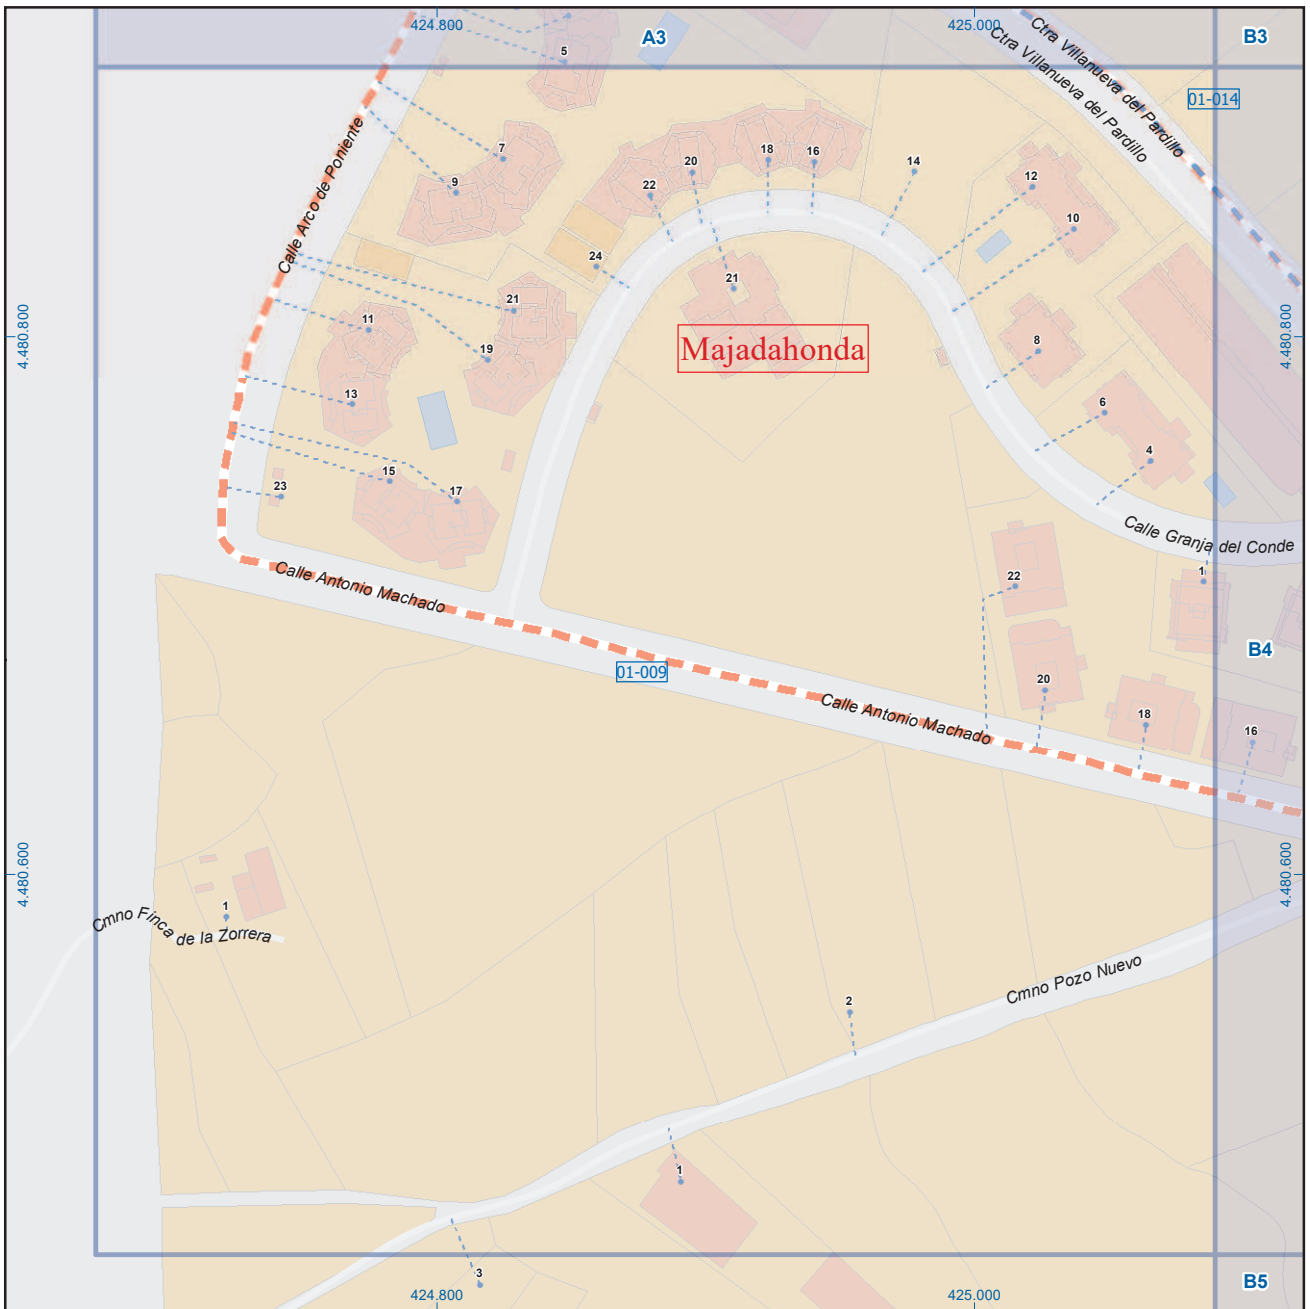 424.800
A3
425.000
B3
Ctra Villanueva del Pardillo
Ctra Villanueva del Pardillo
01-014
5
7
9
18
16
20
22
14
12
10
Calle Arco de Poniente
24
21
21
11
19
Majadahonda
8
4.480.800
4.480.800
13
6
4
15
17
23
Calle Granja del Conde
Calle Antonio Machado
22
1
B4
01-009
20
Calle Antonio Machado
18
16
4.480.600
4.480.600
1
Cmno Finca
de la Zorrera
Cmno Pozo Nuevo
2
1
3
B5
424.800
425.000